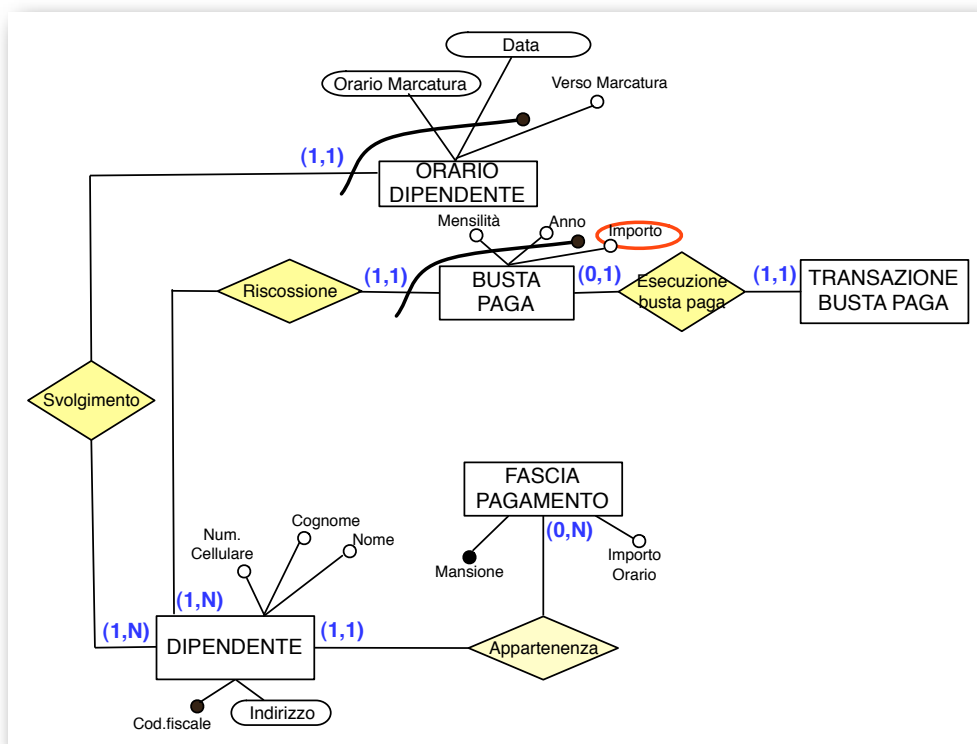 Data
Orario Marcatura
Verso Marcatura
(1,1)
ORARIO
DIPENDENTE
Mensilità
Anno
Importo
Riscossione
(1,1)
BUSTA
PAGA
(0,1)
Esecuzione
busta paga
(1,1)
TRANSAZIONE
BUSTA PAGA
Svolgimento
FASCIA
PAGAMENTO
(0,N)
Mansione
Importo
Orario
Num.
Cellulare
Cognome
Nome
(1,N)
(1,N)
DIPENDENTE
(1,1)
Appartenenza
Cod.fiscale
Indirizzo